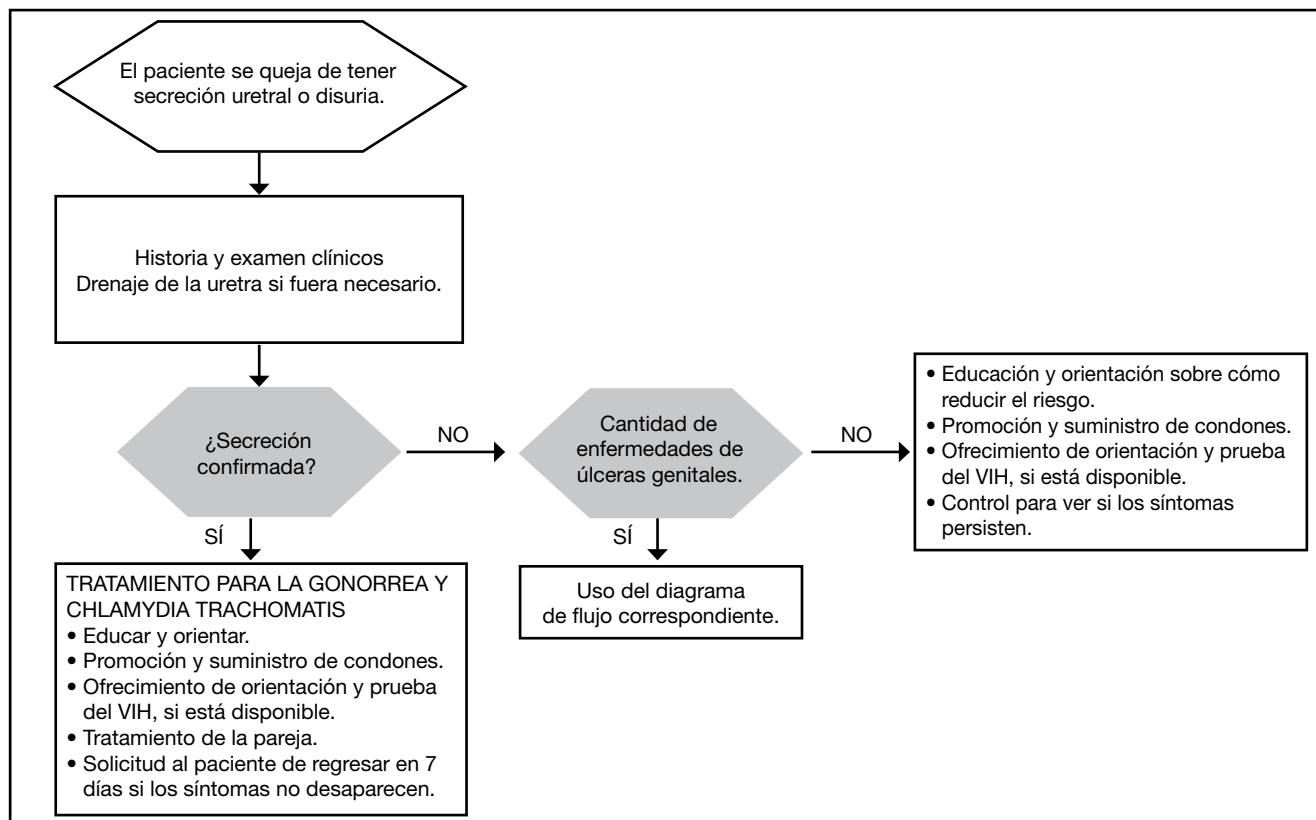 El paciente se queja de tener
secreción uretral o disuria.
Historia y examen clínicos
Drenaje de la uretra si fuera necesario.
¿Secreción
confirmada?
NO
Cantidad de
enfermedades de
úlceras genitales.
NO
• Educación y orientación sobre cómo
reducir el riesgo.
• Promoción y suministro de condones.
• Ofrecimiento de orientación y prueba
del VIH, si está disponible.
• Control para ver si los síntomas
persisten.
SÍ
SÍ
TRATAMIENTO PARA LA GONORREA Y
CHLAMYDIA TRACHOMATIS
• Educar y orientar.
• Promoción y suministro de condones.
• Ofrecimiento de orientación y prueba
del VIH, si está disponible.
• Tratamiento de la pareja.
• Solicitud al paciente de regresar en 7
días si los síntomas no desaparecen.
Uso del diagrama
de flujo correspondiente.